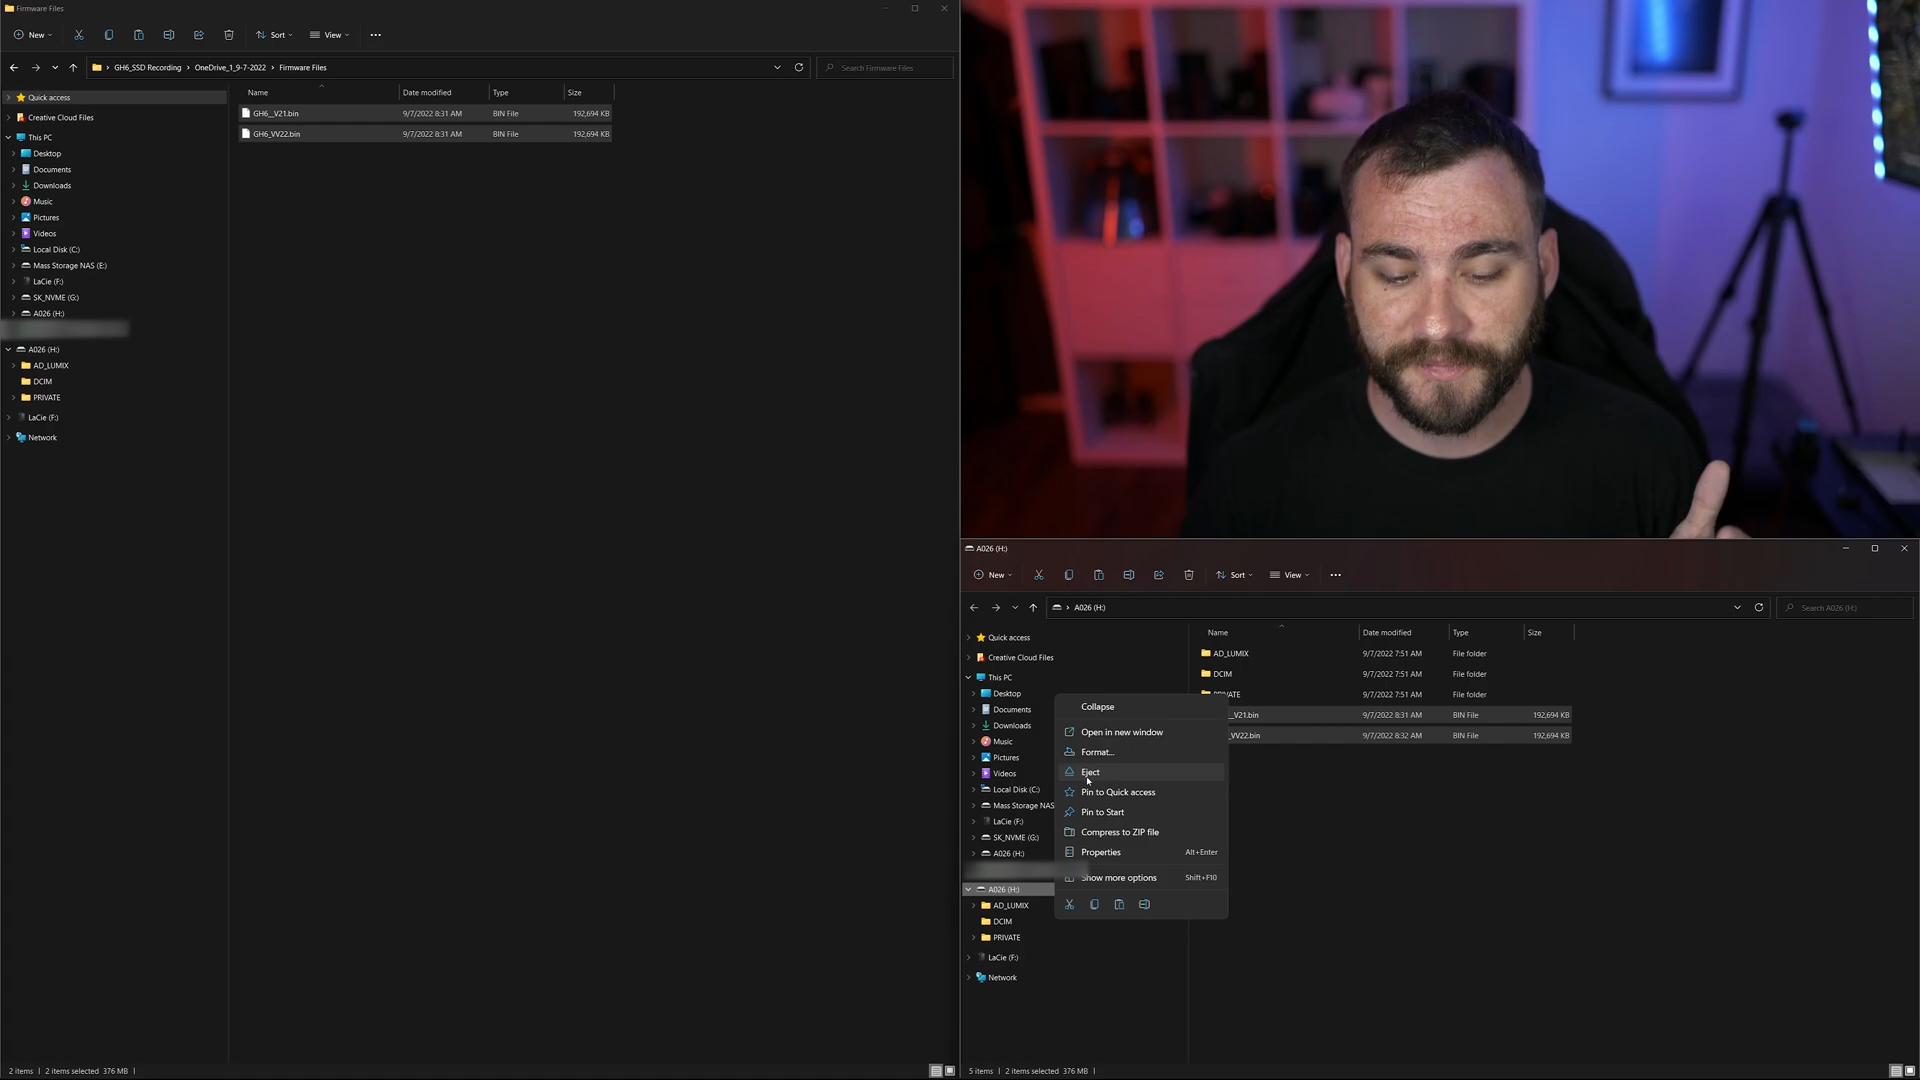 Firmware Files
New
Sort
View
GH6_SSD Recording > OneDrive_1_9-7-2022 > Firmware Files
Search Firmware Files
Quick access
Creative Cloud Files
This PC
Desktop
Documents
Downloads
Music
Pictures
Videos
Local Disk (C:)
Mass Storage NAS (E:)
LaCie (F:)
SK_NVME (G:)
A026 (H:)
A026 (H:)
AD_LUMIX
DCIM
PRIVATE
LaCie (F:)
Network
Name Date modified Type Size
GH6__V21.bin 9/7/2022 8:31 AM BIN File 192,694 KB
GH6_VV22.bin 9/7/2022 8:31 AM BIN File 192,694 KB
2 items 2 items selected 376 MB
A026 (H:)
New
Sort
View
A026 (H:)
Search A026 (H:)
Quick access
Creative Cloud Files
This PC
Desktop
Documents
Downloads
Music
Pictures
Videos
Local Disk (C:)
Mass Storage NAS
LaCie (F:)
SK_NVME (G:)
A026 (H:)
A026 (H:)
AD_LUMIX
DCIM
PRIVATE
LaCie (F:)
Network
Name Date modified Type Size
AD_LUMIX 9/7/2022 7:51 AM File folder
DCIM 9/7/2022 7:51 AM File folder
PRIVATE 9/7/2022 7:51 AM File folder
_V21.bin 9/7/2022 8:31 AM BIN File 192,694 KB
_VV22.bin 9/7/2022 8:32 AM BIN File 192,694 KB
Collapse
Open in new window
Format...
Eject
Pin to Quick access
Pin to Start
Compress to ZIP file
Properties Alt+Enter
Show more options Shift+F10
5 items 2 items selected 376 MB